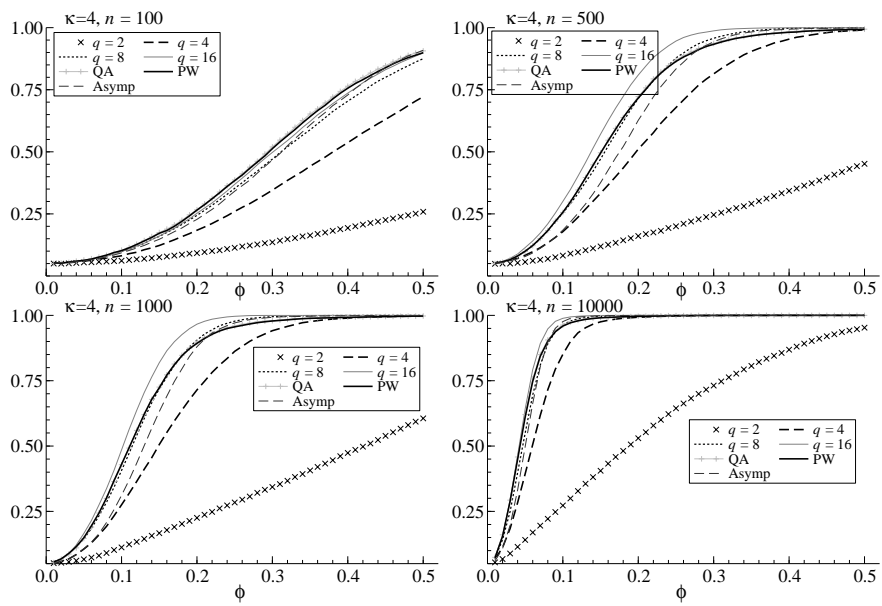 κ=4, n = 100
q = 2 q = 4
q = 8 q = 16
QA PW
Asymp
1.00
0.75
0.50
0.25
0.0 0.1 0.2 0.3 0.4 0.5
ϕ
κ=4, n = 500
q = 2 q = 4
q = 8 q = 16
QA PW
Asymp
1.00
0.75
0.50
0.25
0.0 0.1 0.2 0.3 0.4 0.5
ϕ
κ=4, n = 1000
q = 2 q = 4
q = 8 q = 16
QA PW
Asymp
1.00
0.75
0.50
0.25
0.0 0.1 0.2 0.3 0.4 0.5
ϕ
κ=4, n = 10000
q = 2 q = 4
q = 8 q = 16
QA PW
Asymp
1.00
0.75
0.50
0.25
0.0 0.1 0.2 0.3 0.4 0.5
ϕ